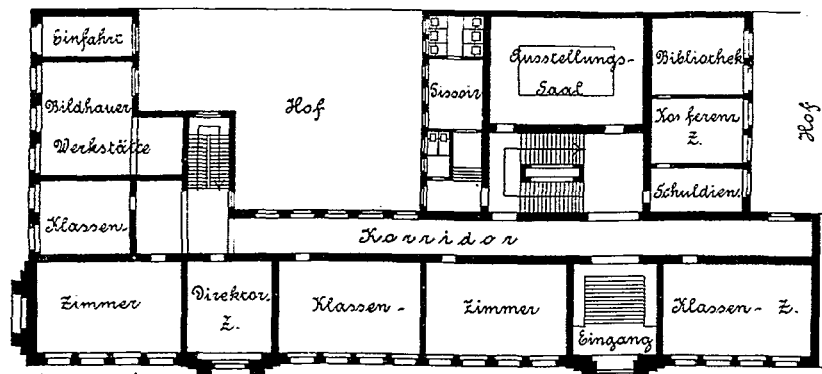 Einfahrt
Bildhauer
Werkstätte
Klassen
Hof
Pissoir
Ausstellungs-
Saal
Bibliothek
Konferenz
Z.
Schuldien.
Hof
Korridor
Zimmer
Direktor.
Z.
Klassen -
Zimmer
Eingang
Klassen - Z.